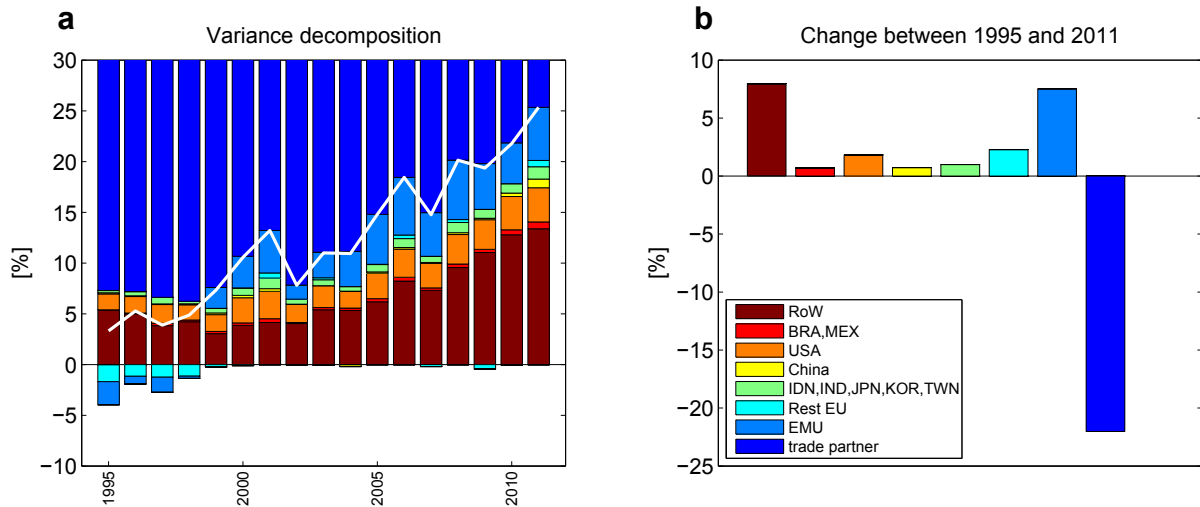 a
Variance decomposition
30
25
20
15
10
5
0
−5
−10
[%]
1995
2000
2005
2010
b
Change between 1995 and 2011
10
5
0
−5
−10
−15
−20
−25
[%]
RoW
BRA,MEX
USA
China
IDN,IND,JPN,KOR,TWN
Rest EU
EMU
trade partner